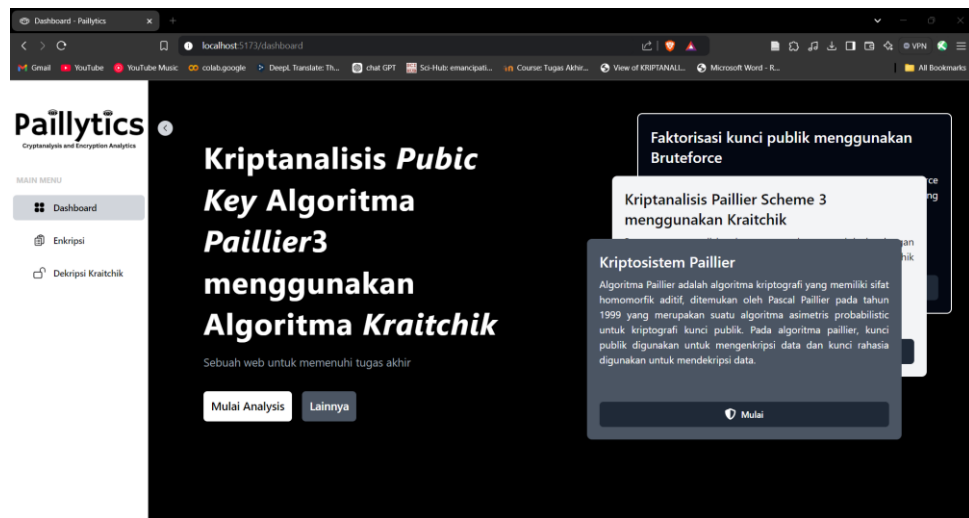 Dashboard - Paillytics
localhost:5173/dashboard
VPN
Gmail YouTube YouTube Music colab.google DeepL Translate: Th... chat GPT Sci-Hub: emancipati... Course: Tugas Akhir... View of KRIPTANALI... Microsoft Word - R... All Bookmarks
Paillytics
Cryptanalysis and Encryption Analytics
MAIN MENU
Dashboard
Enkripsi
Dekripsi Kraitchik
Kriptanalisis Pubic
Key Algoritma
Paillier3
menggunakan
Algoritma Kraitchik
Sebuah web untuk memenuhi tugas akhir
Mulai Analysis
Lainnya
Faktorisasi kunci publik menggunakan
Bruteforce
Kriptanalisis Paillier Scheme 3
menggunakan Kraitchik
Kriptosistem Paillier
Algoritma Paillier adalah algoritma kriptografi yang memiliki sifat
homomorfik aditif, ditemukan oleh Pascal Paillier pada tahun
1999 yang merupakan suatu algoritma asimetris probabilistic
untuk kriptografi kunci publik. Pada algoritma paillier, kunci
publik digunakan untuk mengenkripsi data dan kunci rahasia
digunakan untuk mendekripsi data.
Mulai